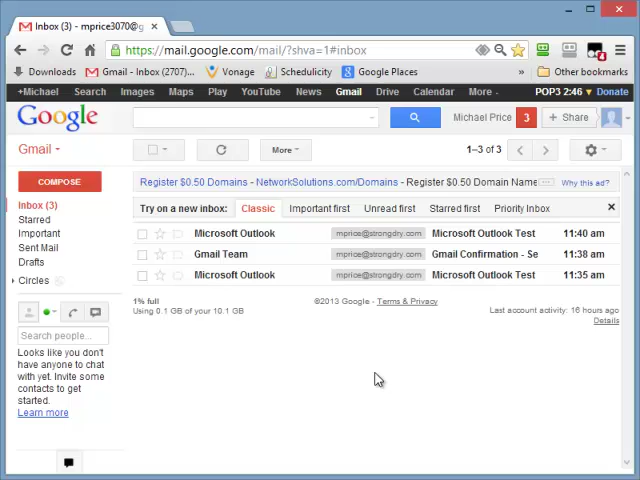 Inbox (3) - mprice3070@g
https://mail.google.com/mail/?shva=1#inbox
4
Downloads Gmail - Inbox (2707)... Vonage Schedulicity Google Places » Other bookmarks
+Michael Search Images Maps Play YouTube News Gmail Drive Calendar More POP3 2:46 Donate
Google Michael Price 3 + Share
Gmail More 1–3 of 3
COMPOSE
Register $0.50 Domains - NetworkSolutions.com/Domains - Register $0.50 Domain Name Why this ad?
Inbox (3)
Starred
Important
Sent Mail
Drafts
Circles
Try on a new inbox: Classic Important first Unread first Starred first Priority Inbox
Microsoft Outlook mprice@strongdry.com Microsoft Outlook Test 11:40 am
Gmail Team mprice@strongdry.com Gmail Confirmation - Se 11:38 am
Microsoft Outlook mprice@strongdry.com Microsoft Outlook Test 11:35 am
1% full
Using 0.1 GB of your 10.1 GB
©2013 Google - Terms & Privacy
Last account activity: 16 hours ago
Details
Search people...
Looks like you don't
have anyone to chat
with yet. Invite some
contacts to get
started.
Learn more